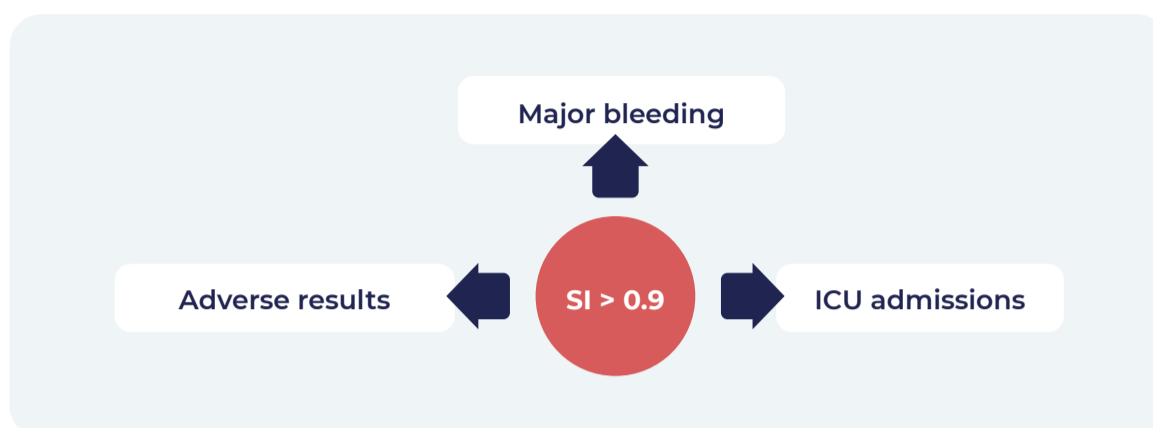 Major bleeding
Adverse results
SI > 0.9
ICU admissions